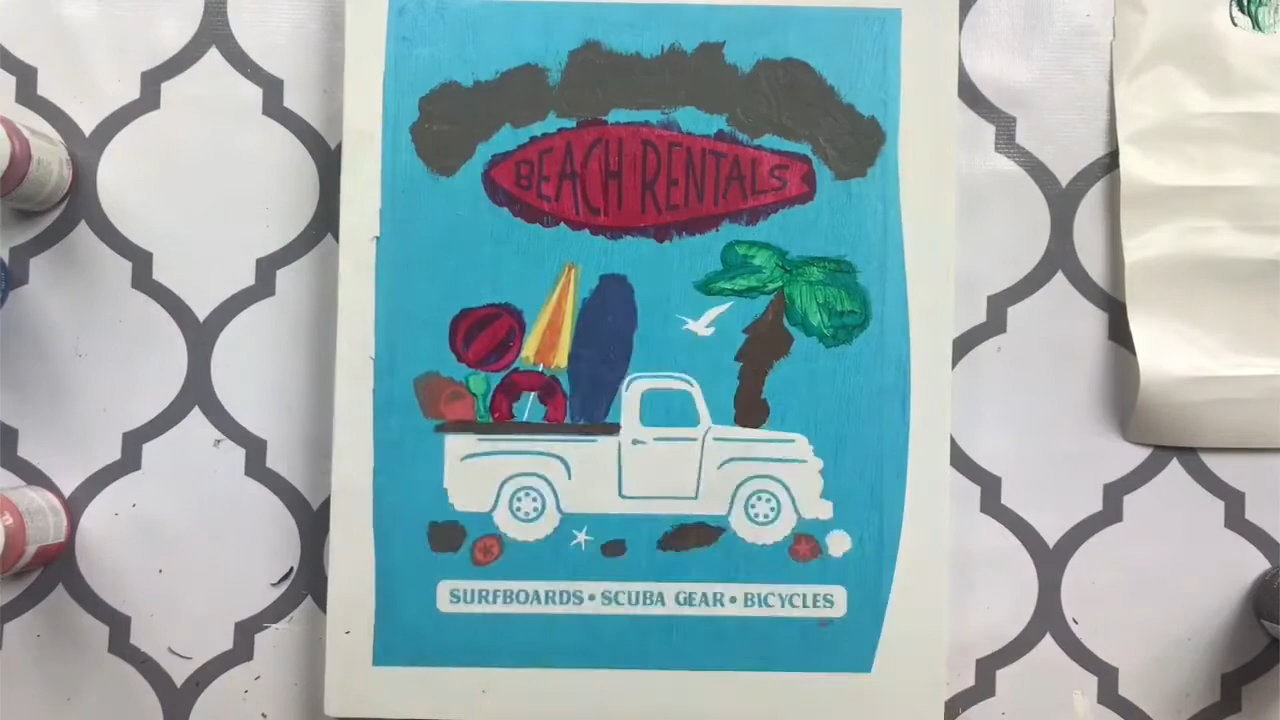 BEACH RENTALS
SURFBOARDS • SCUBA GEAR • BICYCLES